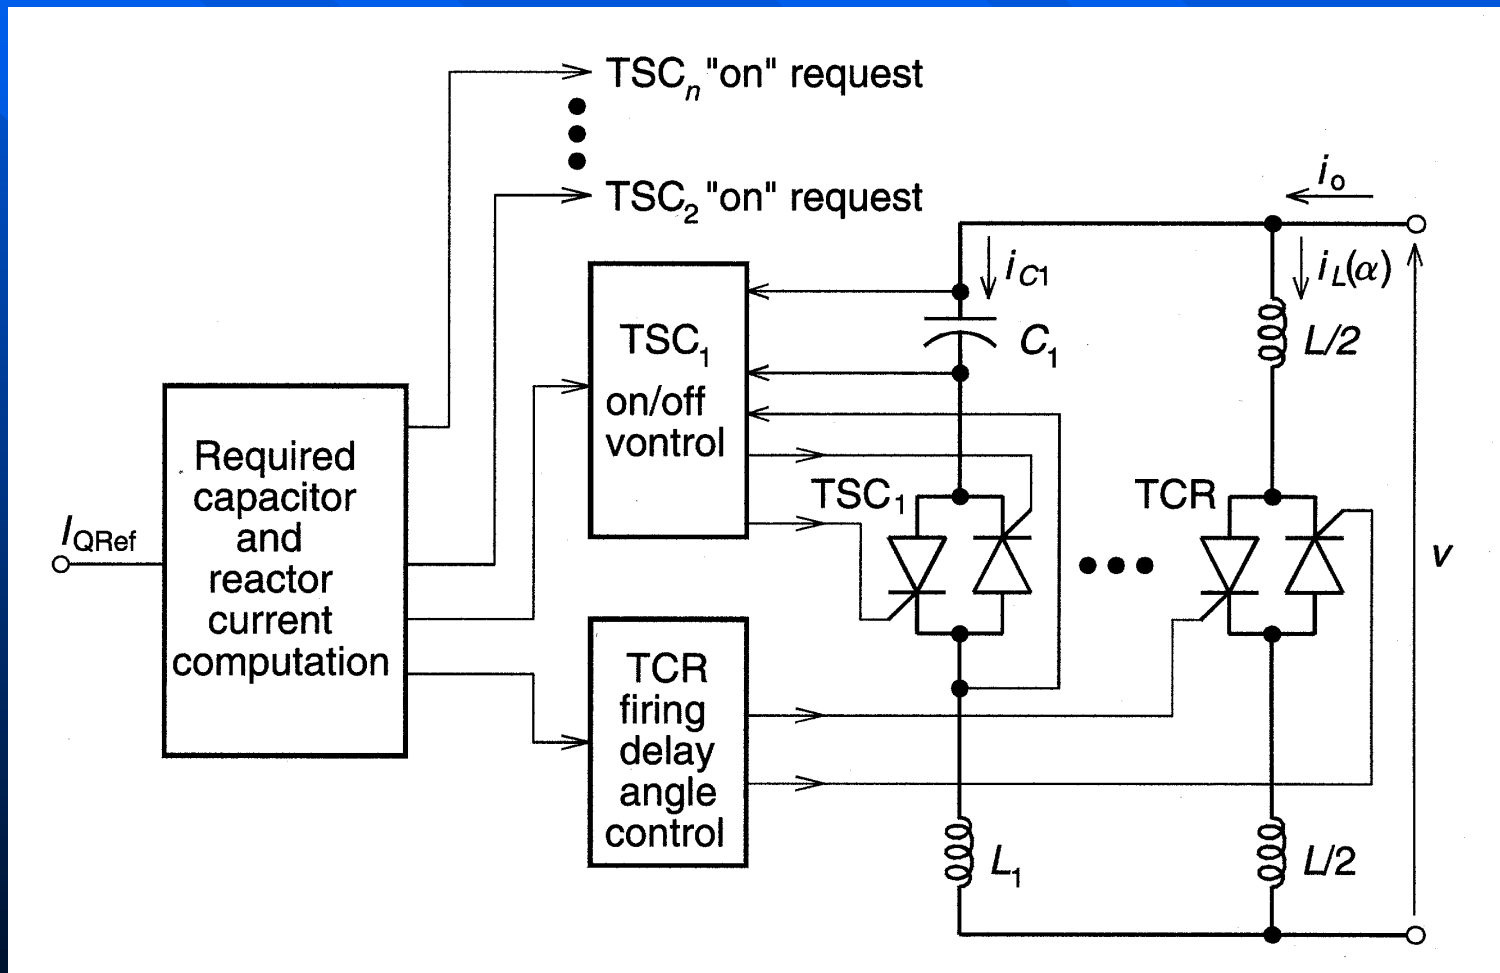 TSCn "on" request
TSC2 "on" request
io
iC1
iL(α)
TSC1
on/off
vontrol
C1
L/2
Required
capacitor
and
reactor
current
computation
IQRef
TSC1
TCR
v
TCR
firing
delay
angle
control
L1
L/2